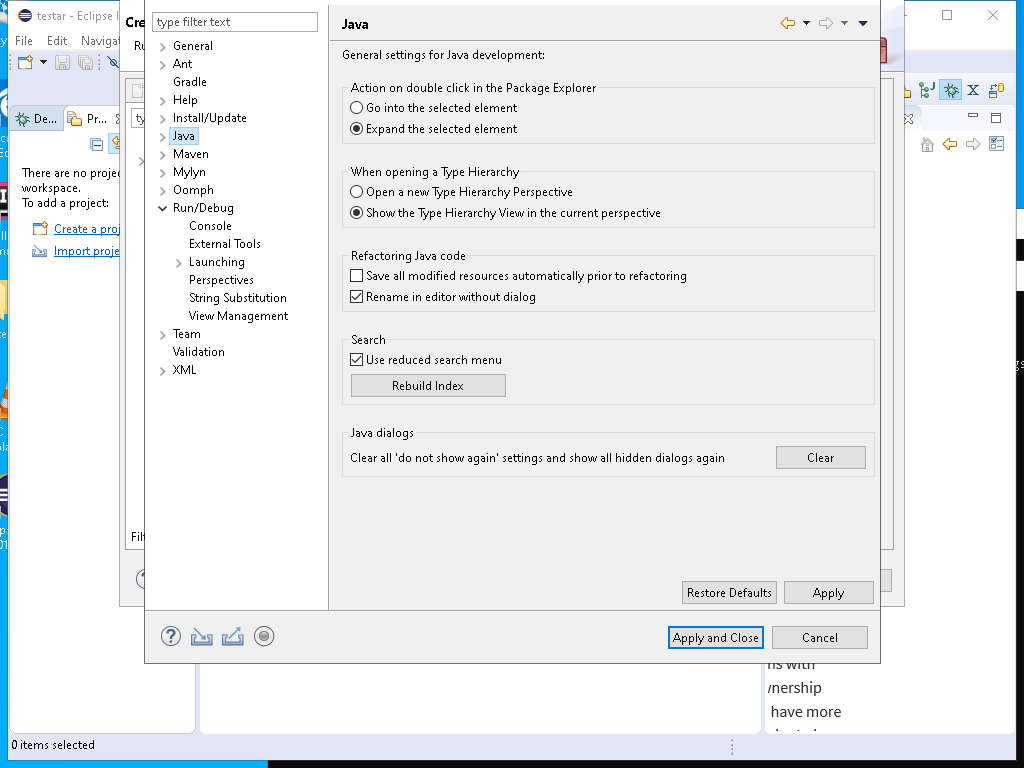 testar - Eclipse I
File Edit Navigat
Cre
Ru
De...
Pr...
There are no proje
workspace.
To add a project:
Create a proj
Import proje
ty
Filt
type filter text
General
Ant
Gradle
Help
Install/Update
Java
Maven
Mylyn
Oomph
Run/Debug
Console
External Tools
Launching
Perspectives
String Substitution
View Management
Team
Validation
XML
Java
General settings for Java development:
Action on double click in the Package Explorer
Go into the selected element
Expand the selected element
When opening a Type Hierarchy
Open a new Type Hierarchy Perspective
Show the Type Hierarchy View in the current perspective
Refactoring Java code
Save all modified resources automatically prior to refactoring
Rename in editor without dialog
Search
Use reduced search menu
Rebuild Index
Java dialogs
Clear all 'do not show again' settings and show all hidden dialogs again
Clear
Restore Defaults
Apply
Apply and Close
Cancel
ns with
nership
have more
0 items selected